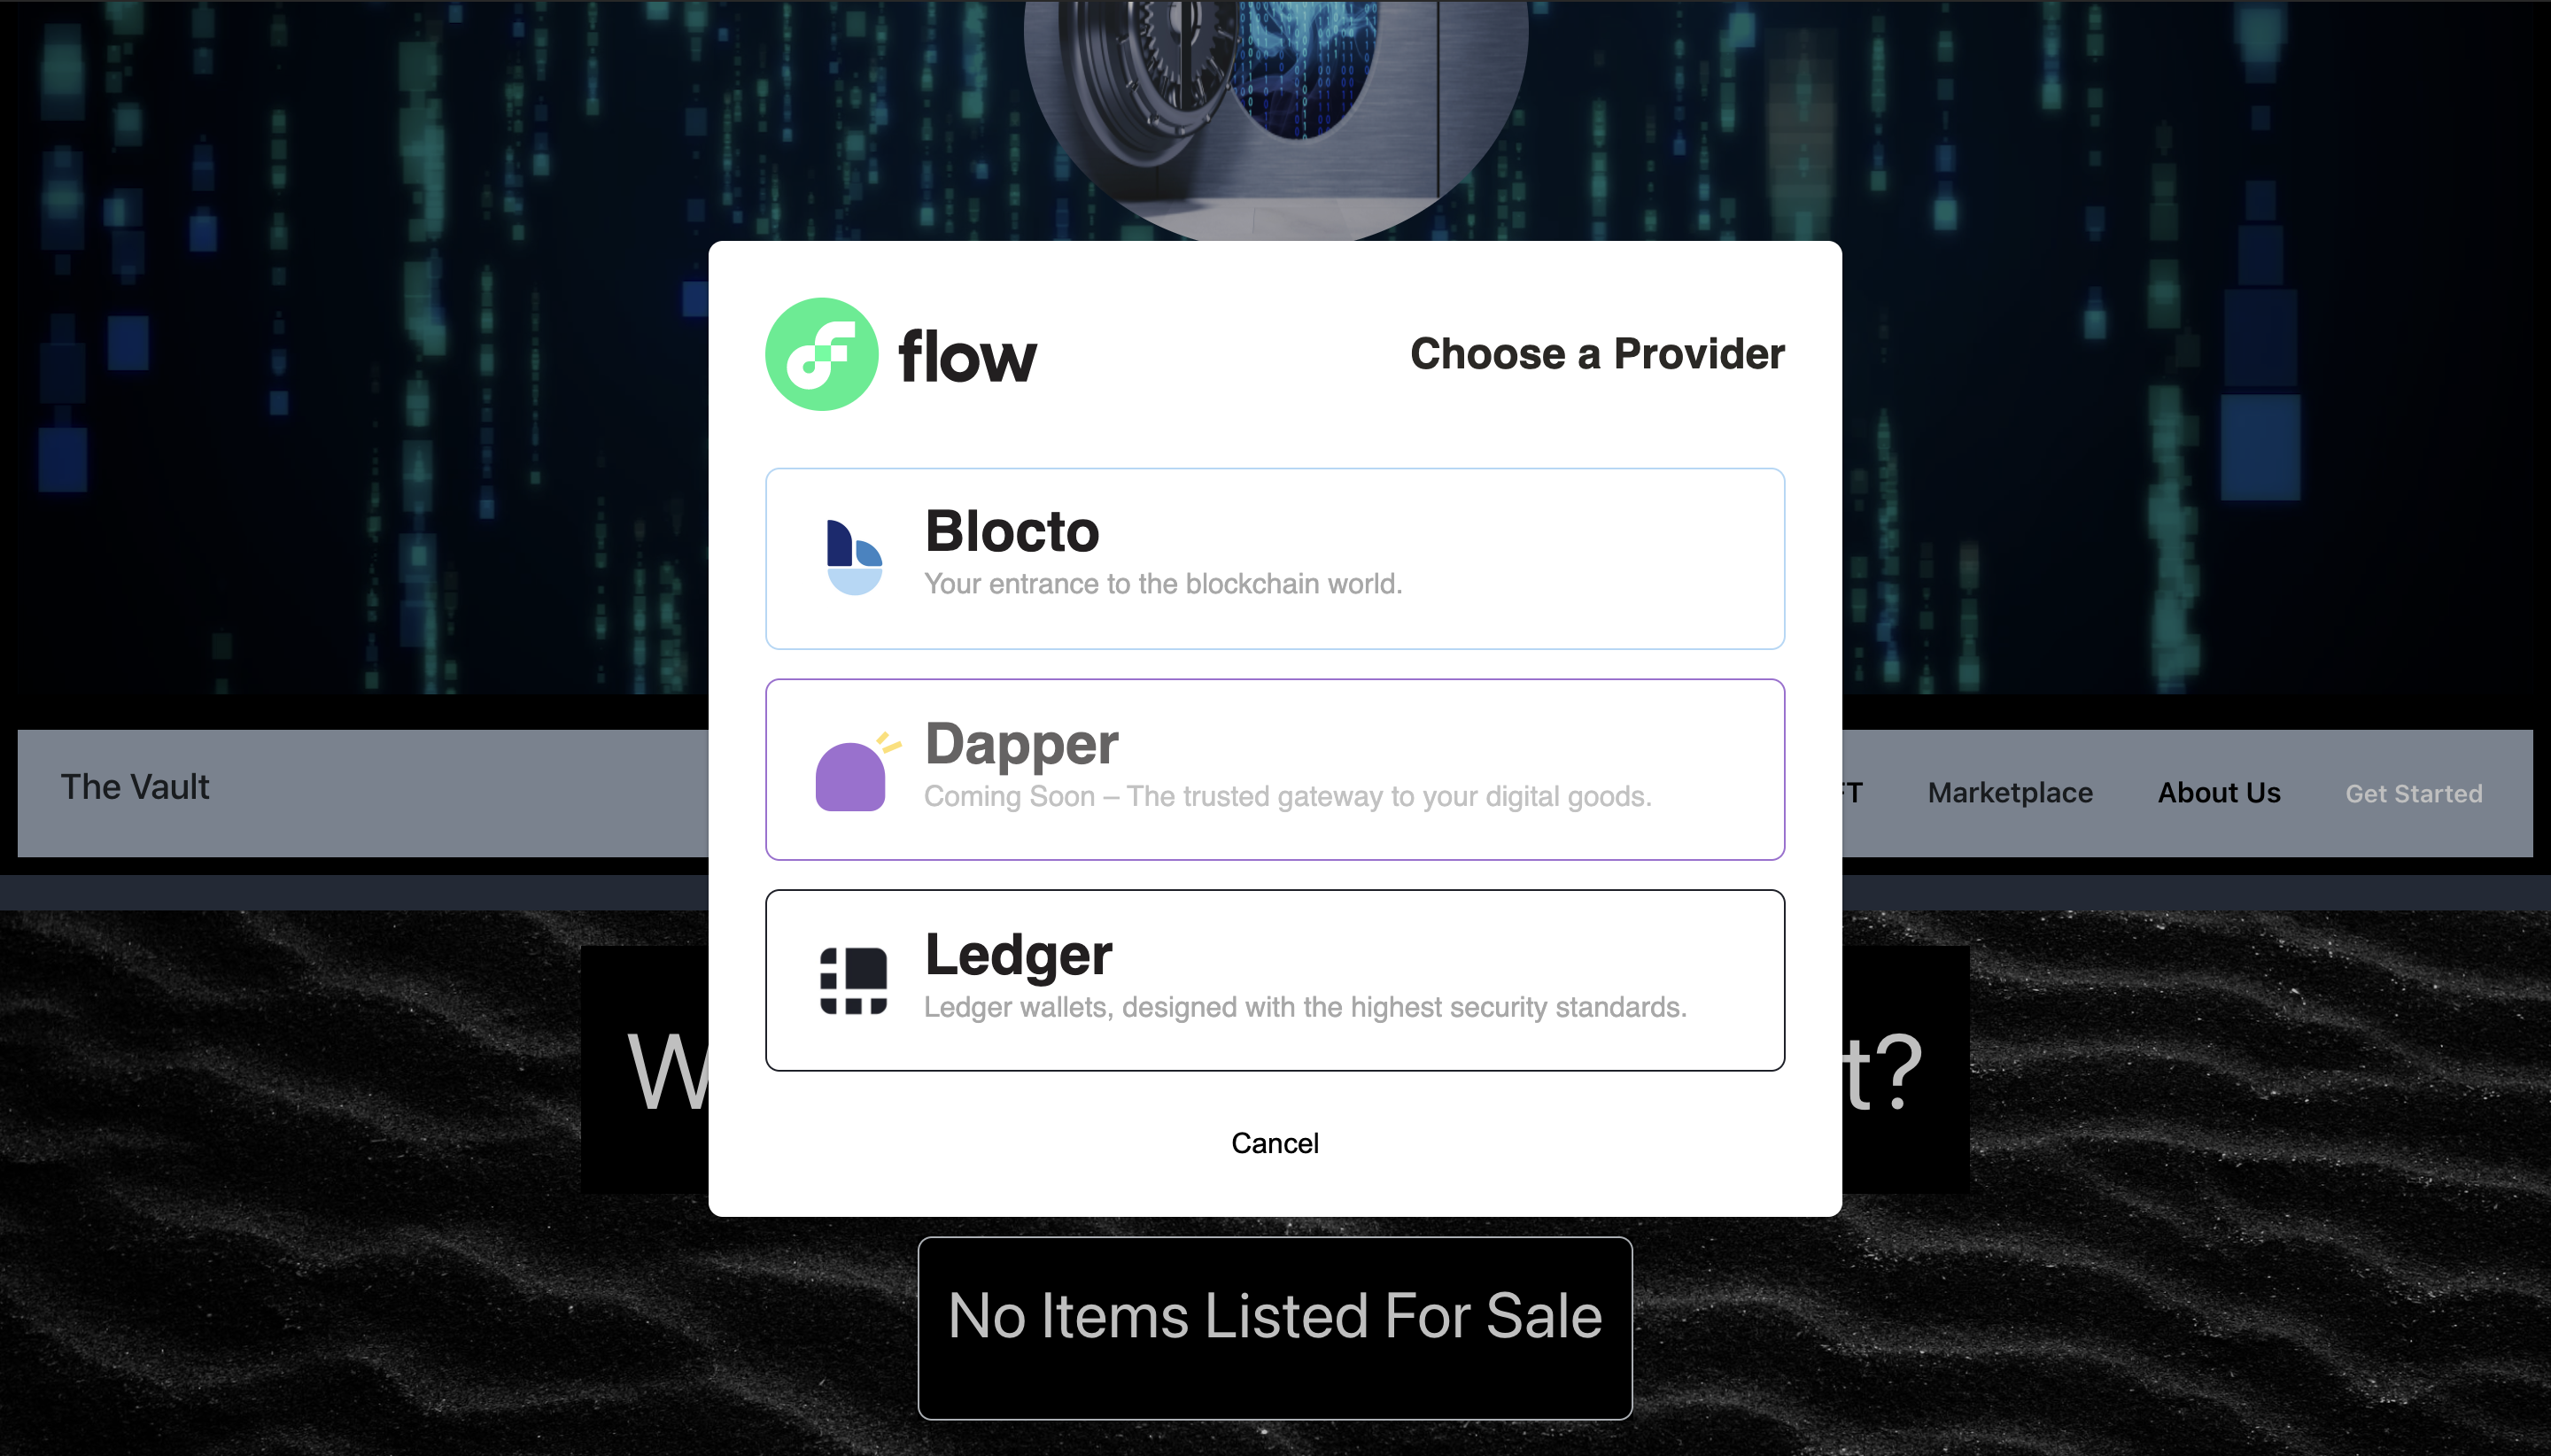 flow
Choose a Provider
Blocto
Your entrance to the blockchain world.
Dapper
Coming Soon – The trusted gateway to your digital goods.
The Vault
Marketplace
About Us
Get Started
Ledger
Ledger wallets, designed with the highest security standards.
Cancel
No Items Listed For Sale